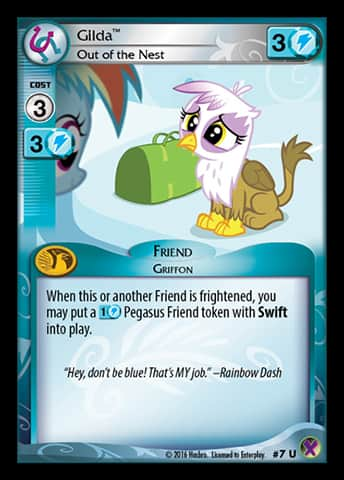 Gilda™
Out of the Nest
3
COST
3
3
FRIEND
GRIFFON
When this or another Friend is frightened, you
may put a 1 Pegasus Friend token with Swift
into play.
"Hey, don't be blue! That's MY job." –Rainbow Dash
© 2016 Hasbro. Licensed to Enterplay.
#7 U